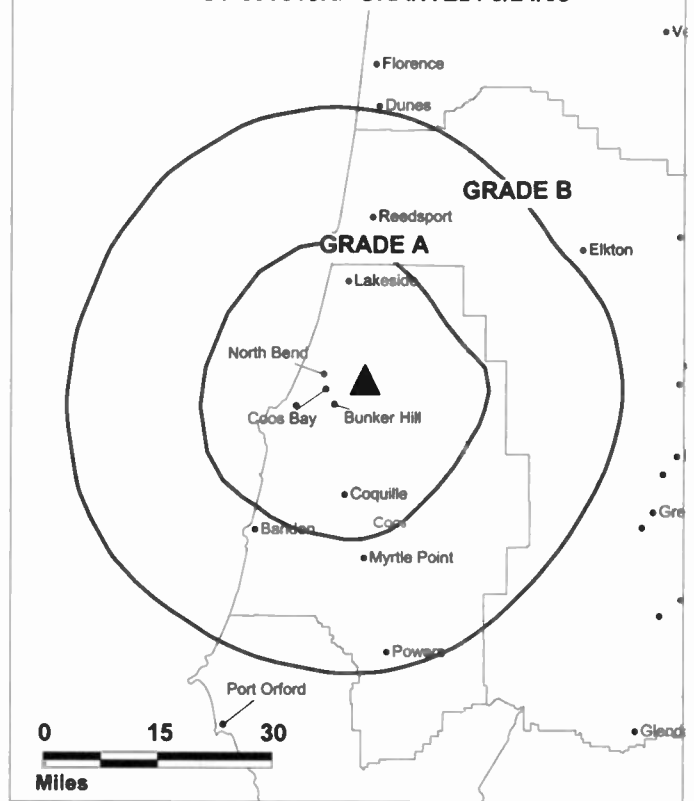 Florence
Dunes
GRADE B
Reedsport
GRADE A
Elkton
Lakeside
North Bend
Coos Bay
Bunker Hill
Coquille
Coos
Bandon
Myrtle Point
Powers
Port Orford
0 15 30
Miles